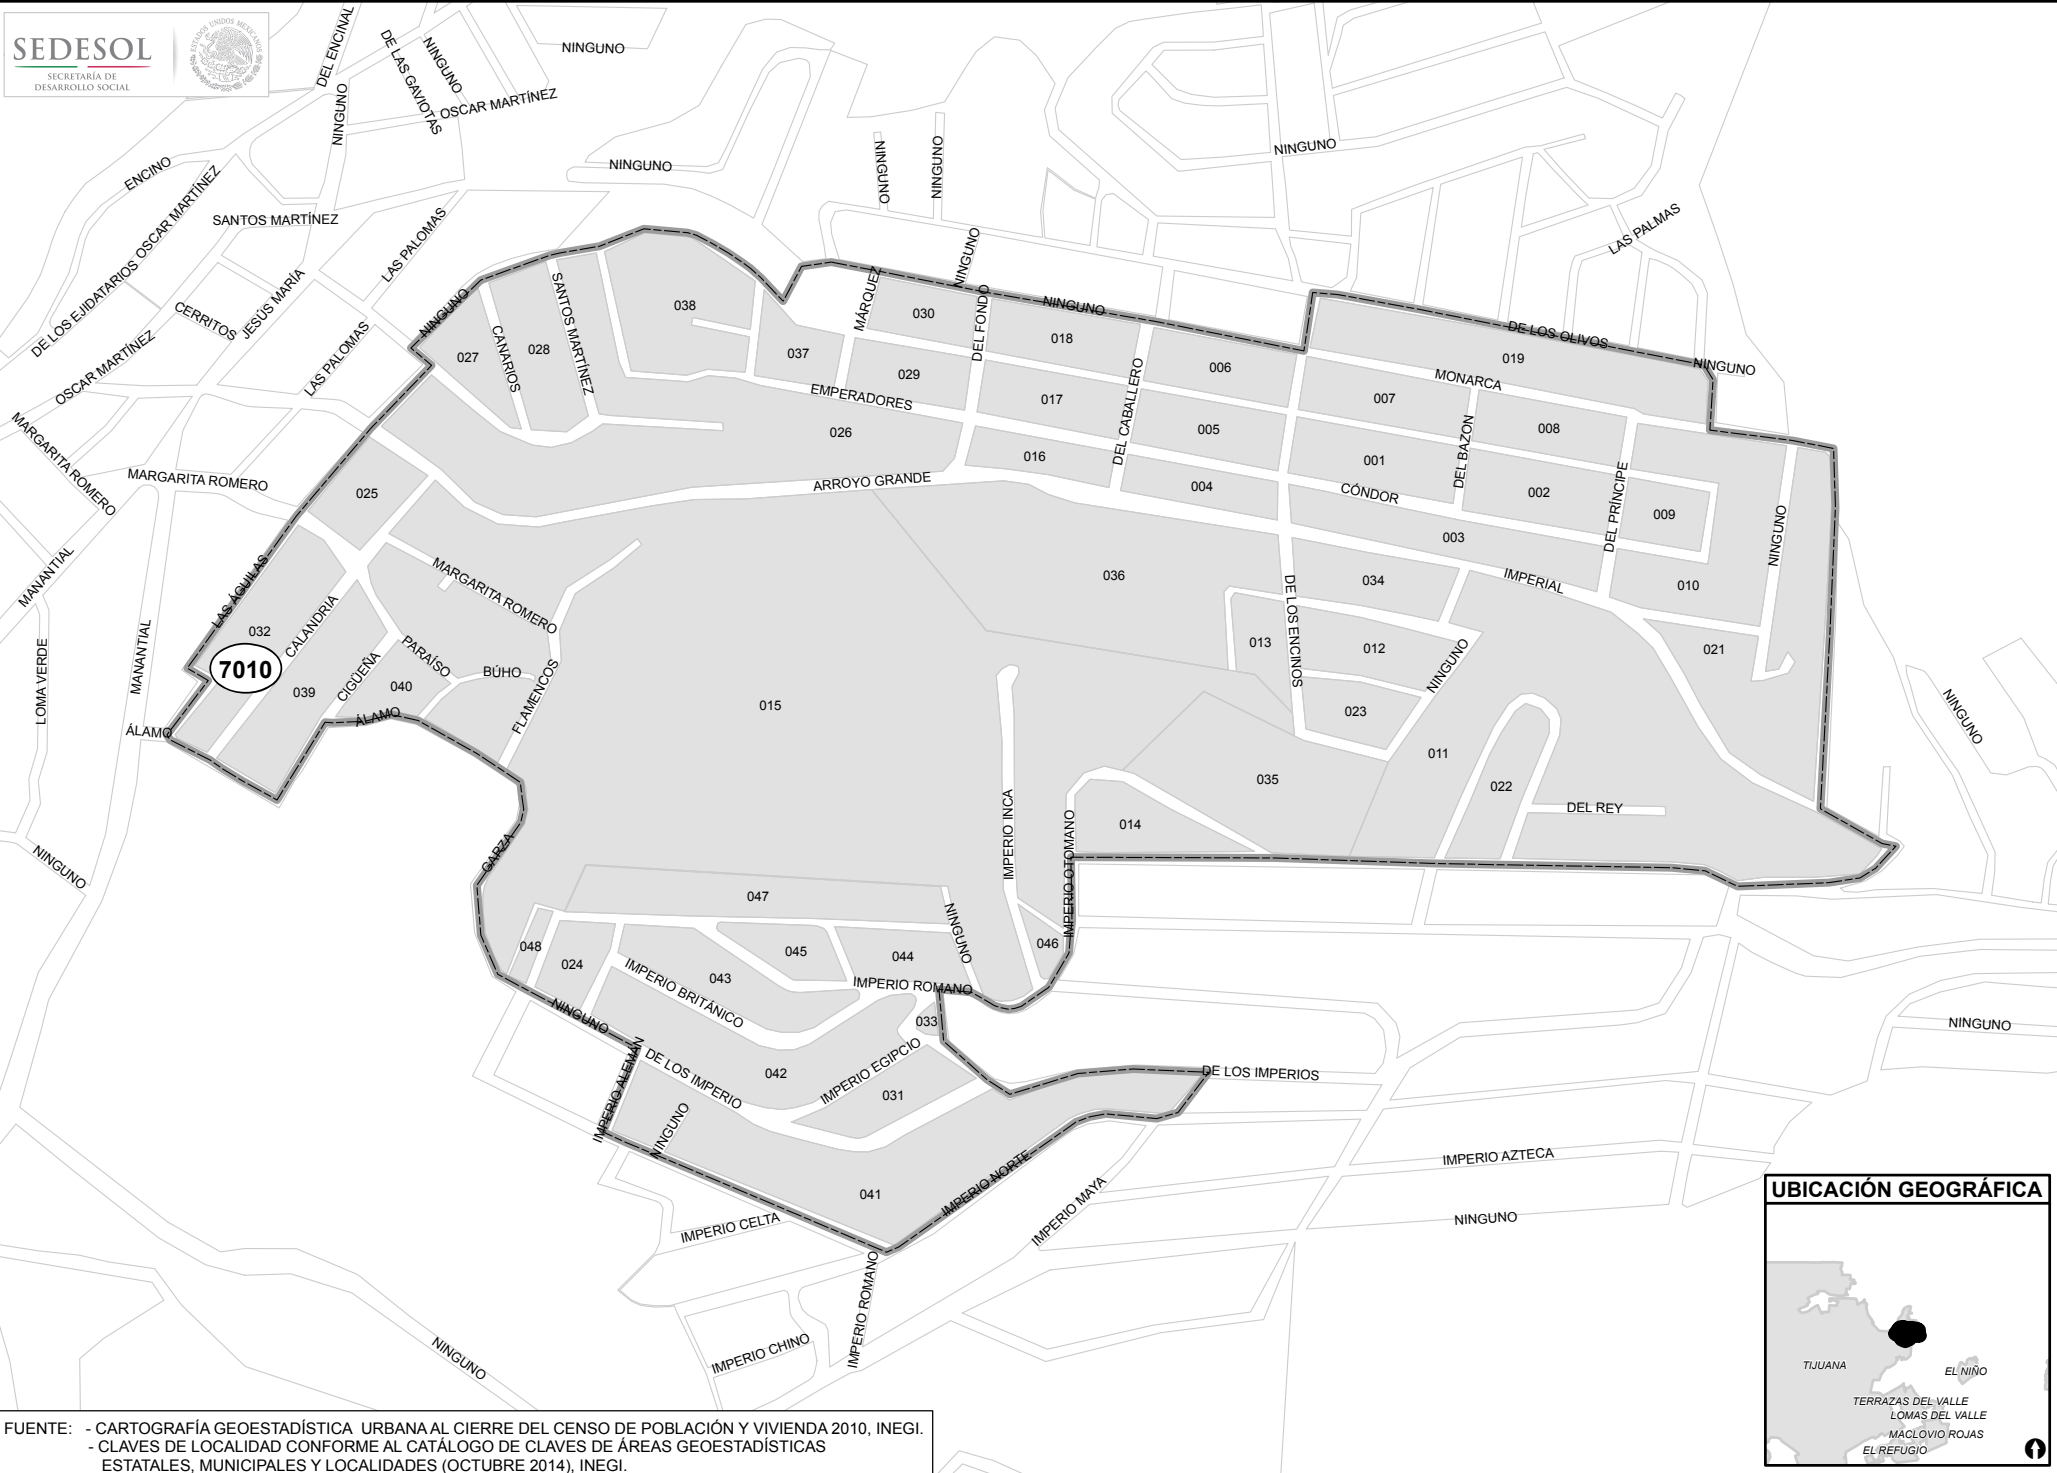 SEDESOL
SECRETARÍA DE
DESARROLLO SOCIAL
ESTADOS UNIDOS MEXICANOS
DEL ENCINAL
DE LAS GAVIOTAS
NINGUNO
NINGUNO
NINGUNO
OSCAR MARTÍNEZ
ENCINO
NINGUNO
NINGUNO
NINGUNO
NINGUNO
OSCAR MARTÍNEZ
DE LOS EJIDATARIOS
SANTOS MARTÍNEZ
LAS PALOMAS
LAS PALMAS
JESÚS MARÍA
CERRITOS
NINGUNO
NINGUNO
SANTOS MARTÍNEZ
CANARIOS
MÁRQUEZ
DEL FONDO
NINGUNO
DE LOS OLIVOS
NINGUNO
038
030
018
037
027
028
029
006
019
MONARCA
OSCAR MARTÍNEZ
LAS PALOMAS
EMPERADORES
017
DEL CABALLERO
007
008
026
005
DEL BAZON
MARGARITA ROMERO
MARGARITA ROMERO
016
001
ARROYO GRANDE
004
CÓNDOR
002
DEL PRÍNCIPE
009
025
003
NINGUNO
MANANTIAL
LAS ÁGUILAS
MARGARITA ROMERO
036
034
IMPERIAL
010
DE LOS ENCINOS
032
CALANDRIA
PARAÍSO
013
012
021
NINGUNO
7010
LOMA VERDE
MANANTIAL
039
CIGÜEÑA
040
BÚHO
FLAMENCOS
015
023
NINGUNO
ÁLAMO
ÁLAMO
011
035
022
DEL REY
IMPERIO INCA
IMPERIO OTOMANO
014
GARZA
NINGUNO
047
NINGUNO
048
024
045
044
046
043
IMPERIO BRITÁNICO
IMPERIO ROMANO
NINGUNO
033
NINGUNO
IMPERIO ALEMAN
DE LOS IMPERIO
042
IMPERIO EGIPCIO
031
DE LOS IMPERIOS
NINGUNO
IMPERIO AZTECA
IMPERIO NORTE
IMPERIO MAYA
041
IMPERIO CELTA
NINGUNO
IMPERIO ROMANO
IMPERIO CHINO
NINGUNO
UBICACIÓN GEOGRÁFICA
TIJUANA
EL NIÑO
TERRAZAS DEL VALLE
LOMAS DEL VALLE
MACLOVIO ROJAS
EL REFUGIO
FUENTE: - CARTOGRAFÍA GEOESTADÍSTICA URBANA AL CIERRE DEL CENSO DE POBLACIÓN Y VIVIENDA 2010, INEGI.
- CLAVES DE LOCALIDAD CONFORME AL CATÁLOGO DE CLAVES DE ÁREAS GEOESTADÍSTICAS
ESTATALES, MUNICIPALES Y LOCALIDADES (OCTUBRE 2014), INEGI.